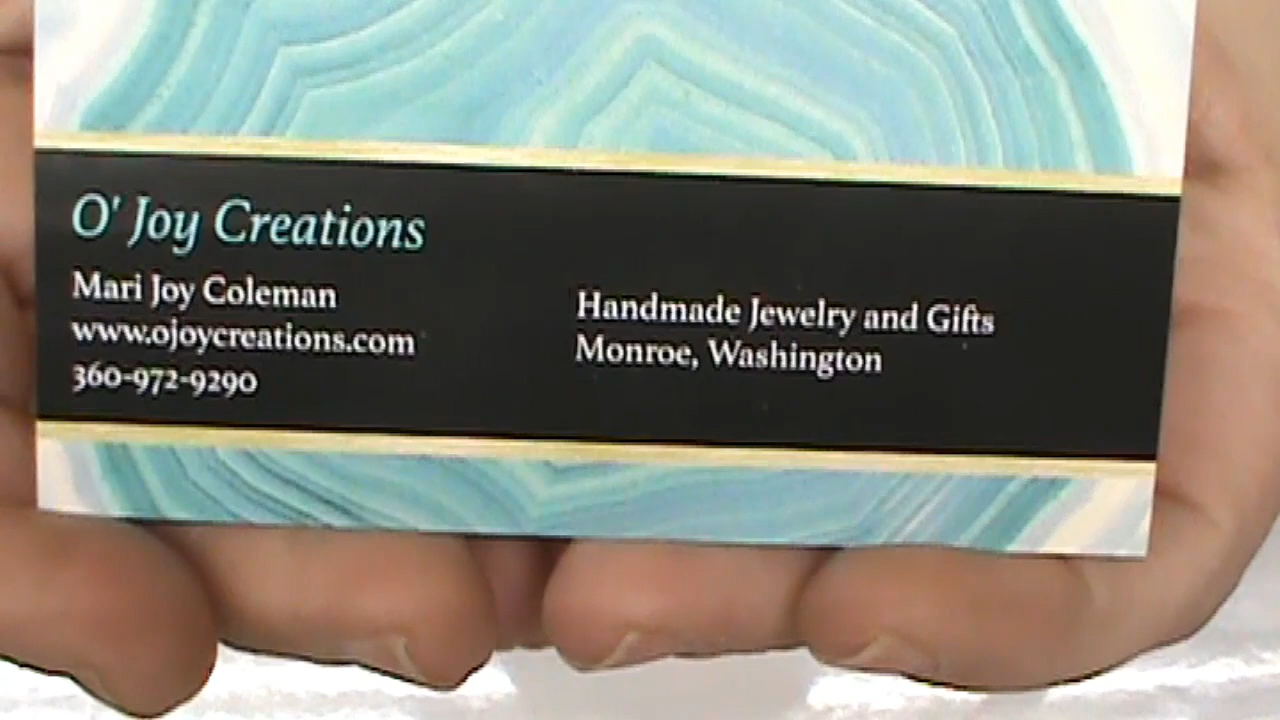 O' Joy Creations
Mari Joy Coleman
www.ojoycreations.com
360-972-9290
Handmade Jewelry and Gifts
Monroe, Washington